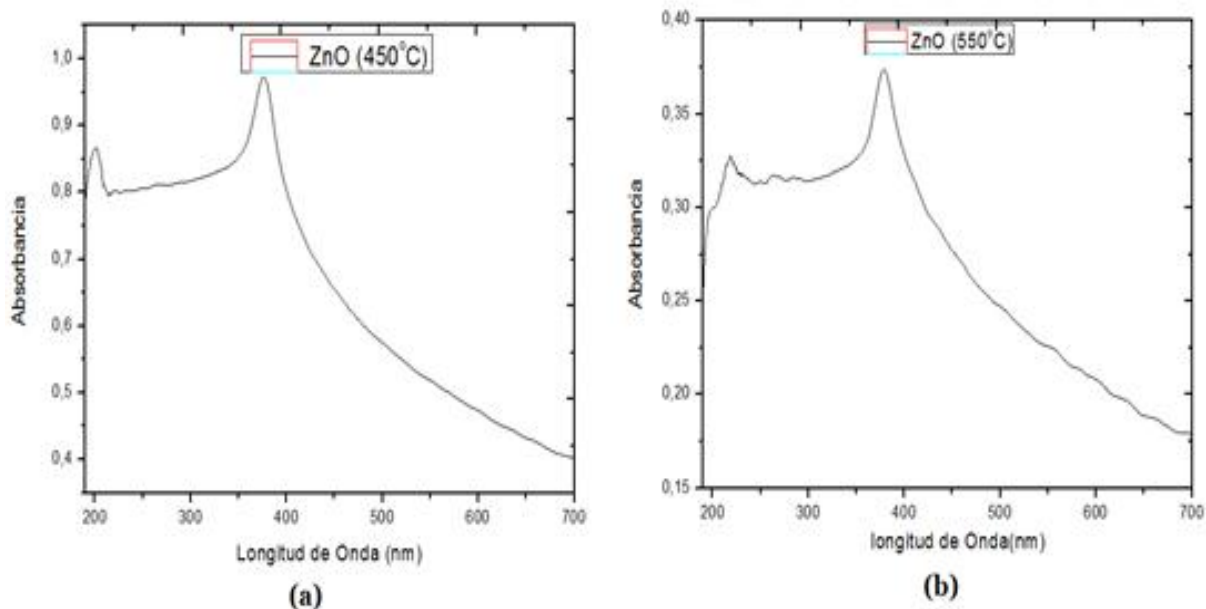 ZnO (450°C)
1,0
0,9
0,8
0,7
0,6
0,5
0,4
Absorbancia
200 300 400 500 600 700
Longitud de Onda (nm)
(a)
ZnO (550°C)
0,40
0,35
0,30
0,25
0,20
0,15
Absorbancia
200 300 400 500 600 700
longitud de Onda(nm)
(b)